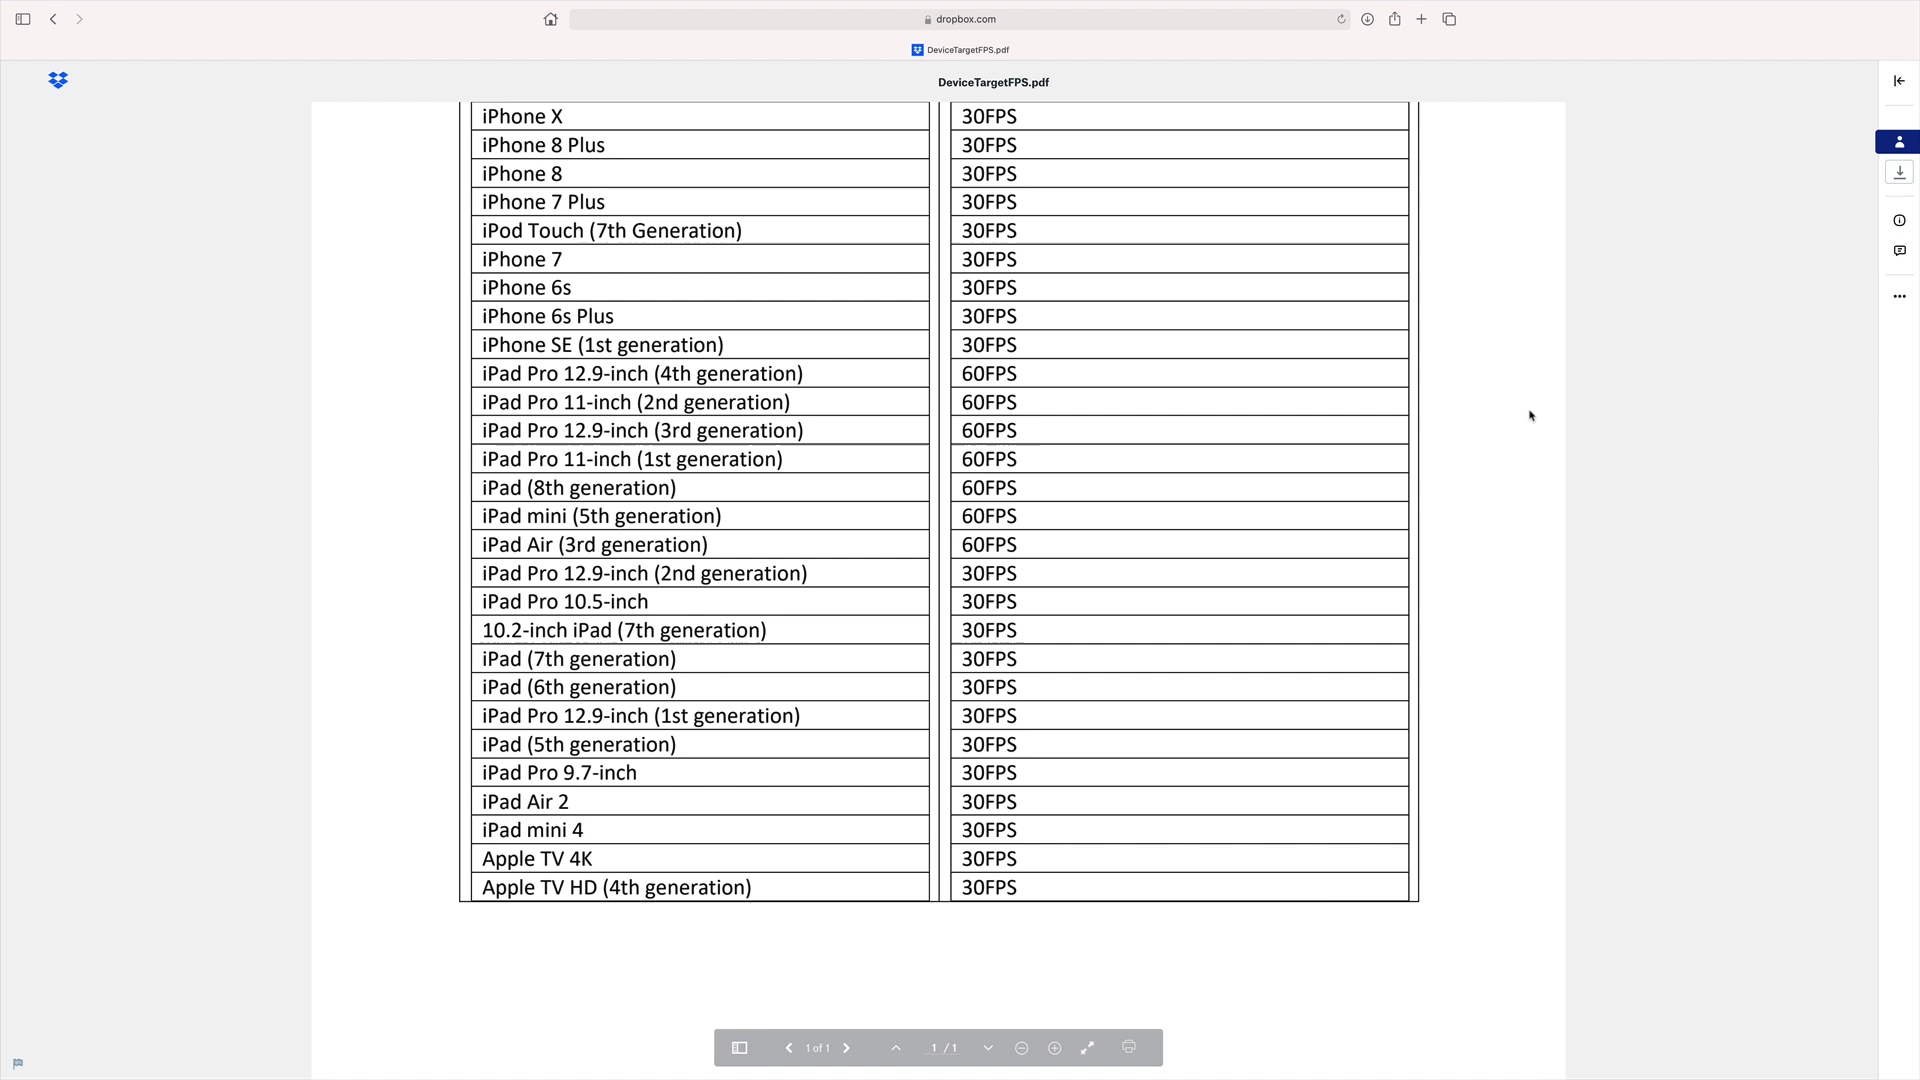 dropbox.com
DeviceTargetFPS.pdf
DeviceTargetFPS.pdf
iPhone X 30FPS
iPhone 8 Plus 30FPS
iPhone 8 30FPS
iPhone 7 Plus 30FPS
iPod Touch (7th Generation) 30FPS
iPhone 7 30FPS
iPhone 6s 30FPS
iPhone 6s Plus 30FPS
iPhone SE (1st generation) 30FPS
iPad Pro 12.9-inch (4th generation) 60FPS
iPad Pro 11-inch (2nd generation) 60FPS
iPad Pro 12.9-inch (3rd generation) 60FPS
iPad Pro 11-inch (1st generation) 60FPS
iPad (8th generation) 60FPS
iPad mini (5th generation) 60FPS
iPad Air (3rd generation) 60FPS
iPad Pro 12.9-inch (2nd generation) 30FPS
iPad Pro 10.5-inch 30FPS
10.2-inch iPad (7th generation) 30FPS
iPad (7th generation) 30FPS
iPad (6th generation) 30FPS
iPad Pro 12.9-inch (1st generation) 30FPS
iPad (5th generation) 30FPS
iPad Pro 9.7-inch 30FPS
iPad Air 2 30FPS
iPad mini 4 30FPS
Apple TV 4K 30FPS
Apple TV HD (4th generation) 30FPS
1 of 1 1 / 1